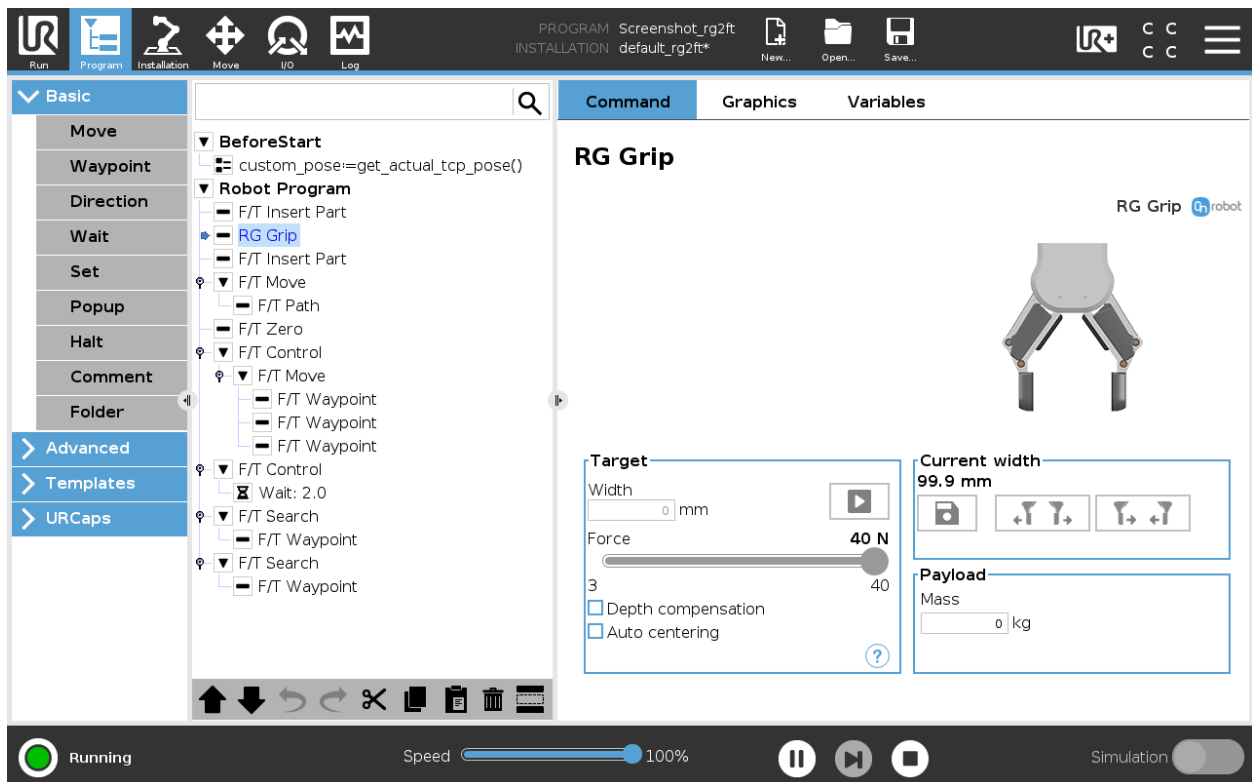 PROGRAM Screenshot_rg2ft
INSTALLATION default_rg2ft*
Run
Program
Installation
Move
I/O
Log
New...
Open...
Save...
UR+
C C
C C
Basic
Move
Waypoint
Direction
Wait
Set
Popup
Halt
Comment
Folder
Advanced
Templates
URCaps
BeforeStart
custom_pose:=get_actual_tcp_pose()
Robot Program
F/T Insert Part
RG Grip
F/T Insert Part
F/T Move
F/T Path
F/T Zero
F/T Control
F/T Move
F/T Waypoint
F/T Waypoint
F/T Waypoint
F/T Control
Wait: 2.0
F/T Search
F/T Waypoint
F/T Search
F/T Waypoint
Command Graphics Variables
RG Grip
RG Grip OnRobot
Target
Width
0 mm
Force 40 N
3 40
Depth compensation
Auto centering
?
Current width
99.9 mm
Payload
Mass
0 kg
Running
Speed 100%
Simulation